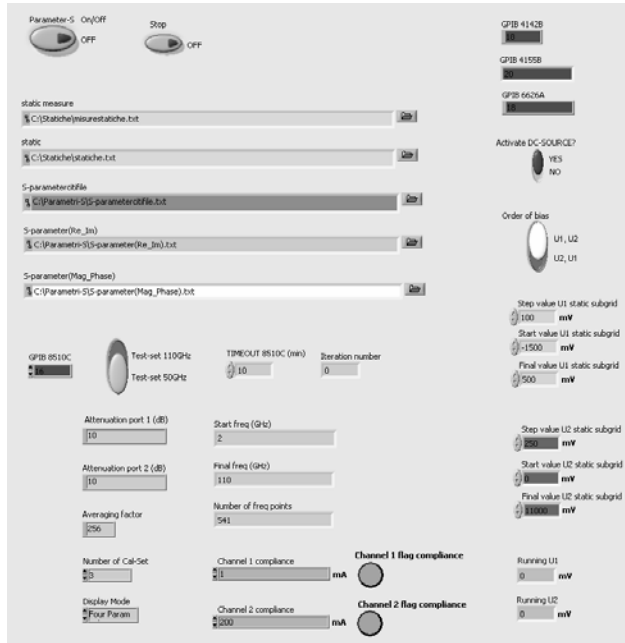 Parameter-S On/Off
OFF
Stop
OFF
GPIB 4142B
10
GPIB 4155B
20
GPIB 6626A
18
static measure
C:\Statiche\misurestatiche.txt
static
C:\Statiche\statiche.txt
Activate DC-SOURCE?
YES
NO
S-parametercitifile
C:\Parametri-S\S-parametercitifile.txt
S-parameter(Re_Im)
C:\Parametri-S\S-parameter(Re_Im).txt
Order of bias
U1, U2
U2, U1
S-parameter(Mag_Phase)
C:\Parametri-S\S-parameter(Mag_Phase).txt
Step value U1 static subgrid
100 mV
Start value U1 static subgrid
-1500 mV
Final value U1 static subgrid
500 mV
GPIB 8510C
16
Test-set 110GHz
Test-set 50GHz
TIMEOUT 8510C (min)
10
Iteration number
0
Attenuation port 1 (dB)
10
Start freq (GHz)
2
Step value U2 static subgrid
250 mV
Attenuation port 2 (dB)
10
Final freq (GHz)
110
Start value U2 static subgrid
0 mV
Final value U2 static subgrid
11000 mV
Averaging factor
256
Number of freq points
541
Number of Cal-Set
3
Channel 1 compliance
1 mA
Channel 1 flag compliance
Running U1
0 mV
Display Mode
Four Param
Channel 2 compliance
200 mA
Channel 2 flag compliance
Running U2
0 mV